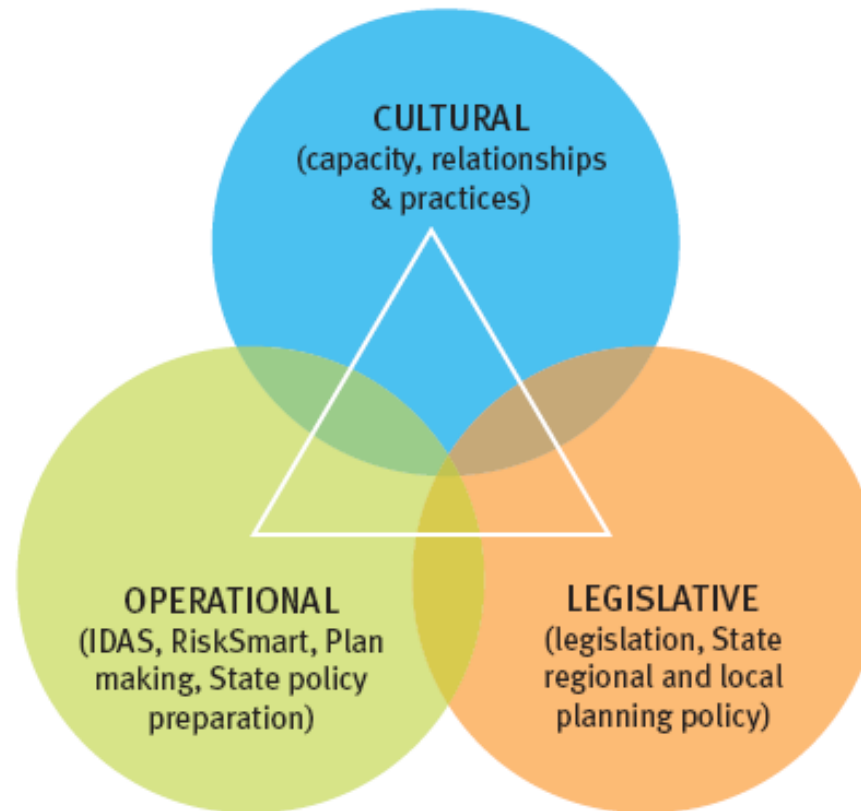 CULTURAL
(capacity, relationships
& practices)
OPERATIONAL
(IDAS, RiskSmart, Plan
making, State policy
preparation)
LEGISLATIVE
(legislation, State
regional and local
planning policy)